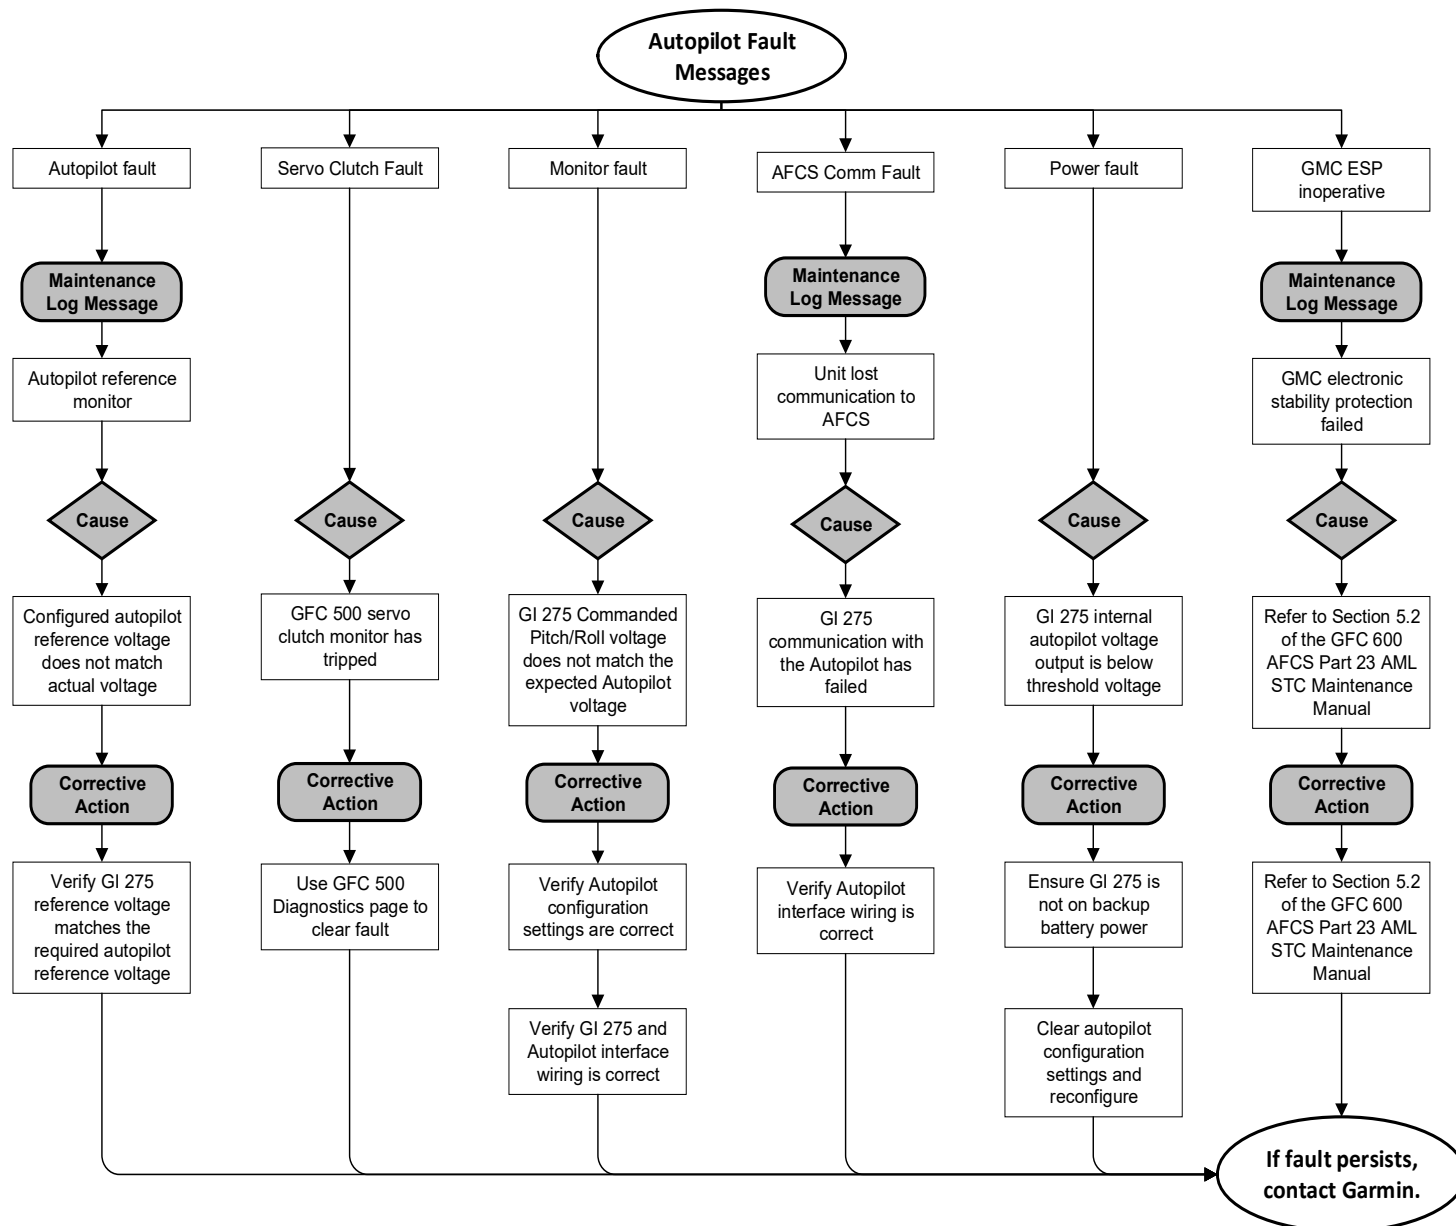 Autopilot Fault
Messages
Autopilot fault
Maintenance
Log Message
Autopilot reference
monitor
Cause
Configured autopilot
reference voltage
does not match
actual voltage
Corrective
Action
Verify GI 275
reference voltage
matches the
required autopilot
reference voltage
Servo Clutch Fault
Cause
GFC 500 servo
clutch monitor has
tripped
Corrective
Action
Use GFC 500
Diagnostics page to
clear fault
Monitor fault
Cause
GI 275 Commanded
Pitch/Roll voltage
does not match the
expected Autopilot
voltage
Corrective
Action
Verify Autopilot
configuration
settings are correct
Verify GI 275 and
Autopilot interface
wiring is correct
AFCS Comm Fault
Maintenance
Log Message
Unit lost
communication to
AFCS
Cause
GI 275
communication with
the Autopilot has
failed
Corrective
Action
Verify Autopilot
interface wiring is
correct
Power fault
Cause
GI 275 internal
autopilot voltage
output is below
threshold voltage
Corrective
Action
Ensure GI 275 is
not on backup
battery power
Clear autopilot
configuration
settings and
reconfigure
GMC ESP
inoperative
Maintenance
Log Message
GMC electronic
stability protection
failed
Cause
Refer to Section 5.2
of the GFC 600
AFCS Part 23 AML
STC Maintenance
Manual
Corrective
Action
Refer to Section 5.2
of the GFC 600
AFCS Part 23 AML
STC Maintenance
Manual
If fault persists,
contact Garmin.